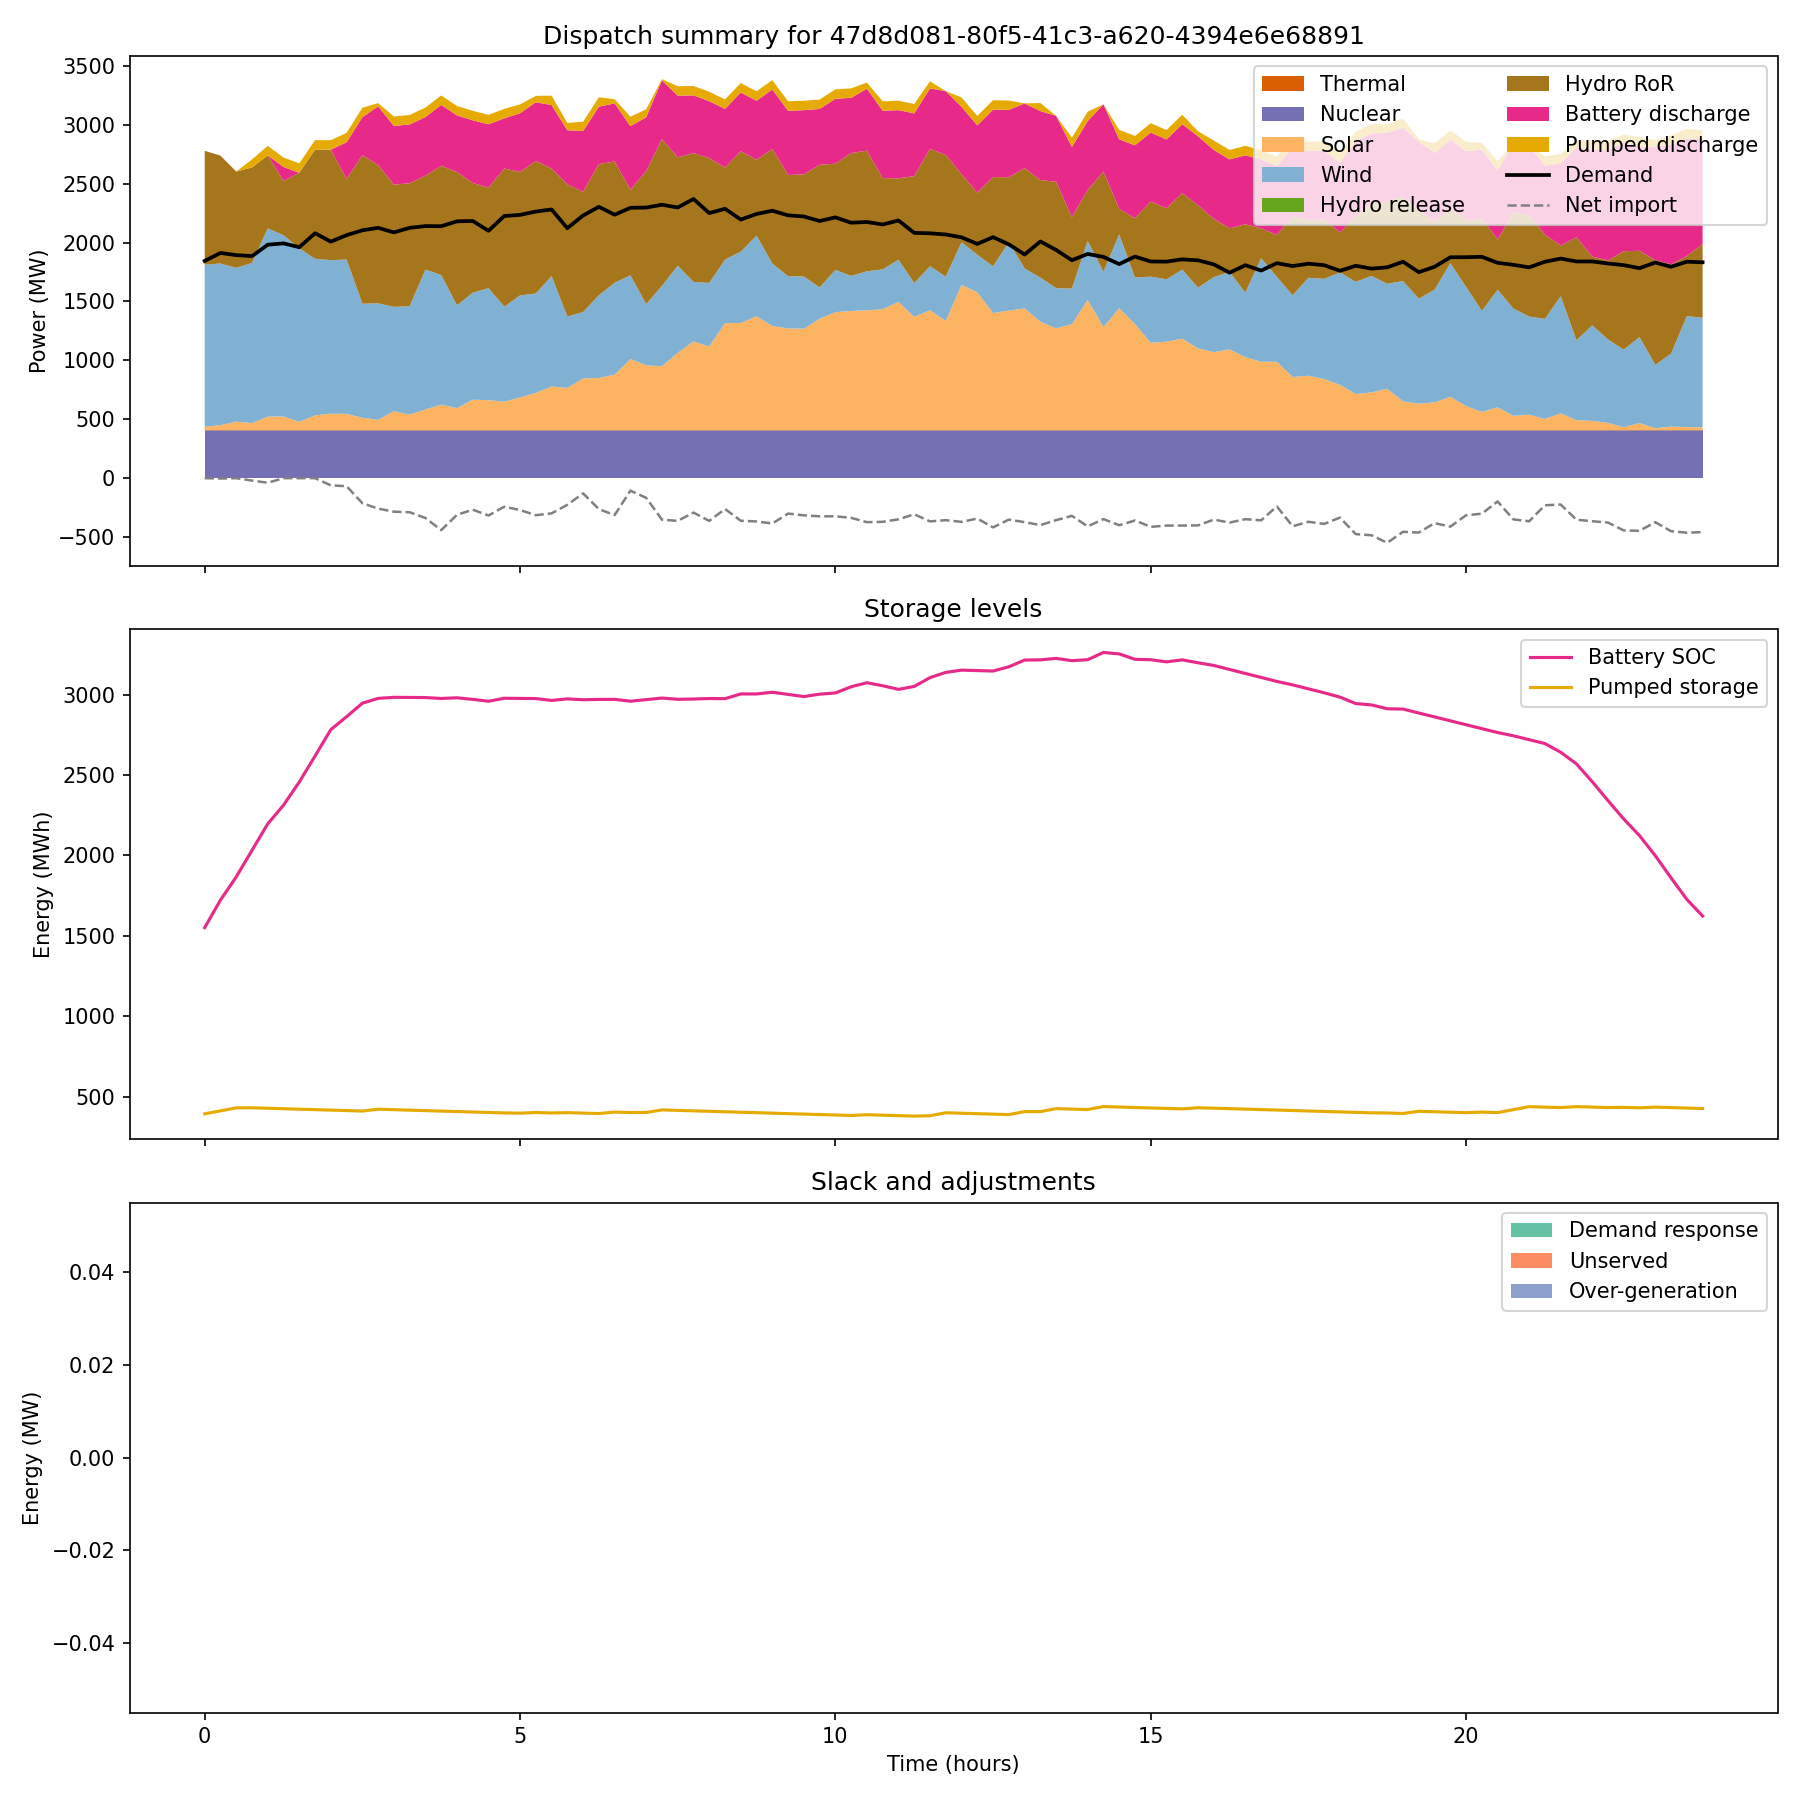 Dispatch summary for 47d8d081-80f5-41c3-a620-4394e6e68891
Power (MW)
3500
3000
2500
2000
1500
1000
500
0
−500
Thermal
Nuclear
Solar
Wind
Hydro release
Hydro RoR
Battery discharge
Pumped discharge
Demand
Net import
Storage levels
Energy (MWh)
3000
2500
2000
1500
1000
500
Battery SOC
Pumped storage
Slack and adjustments
Energy (MW)
0.04
0.02
0.00
−0.02
−0.04
Demand response
Unserved
Over-generation
0
5
10
15
20
Time (hours)